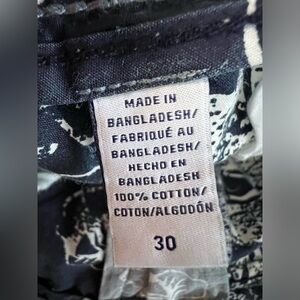 MADE IN
BANGLADESH/
FABRIQUÉ AU
BANGLADESH/
HECHO EN
BANGLADESH
100% COTTON/
COTON/ALGODÓN
30